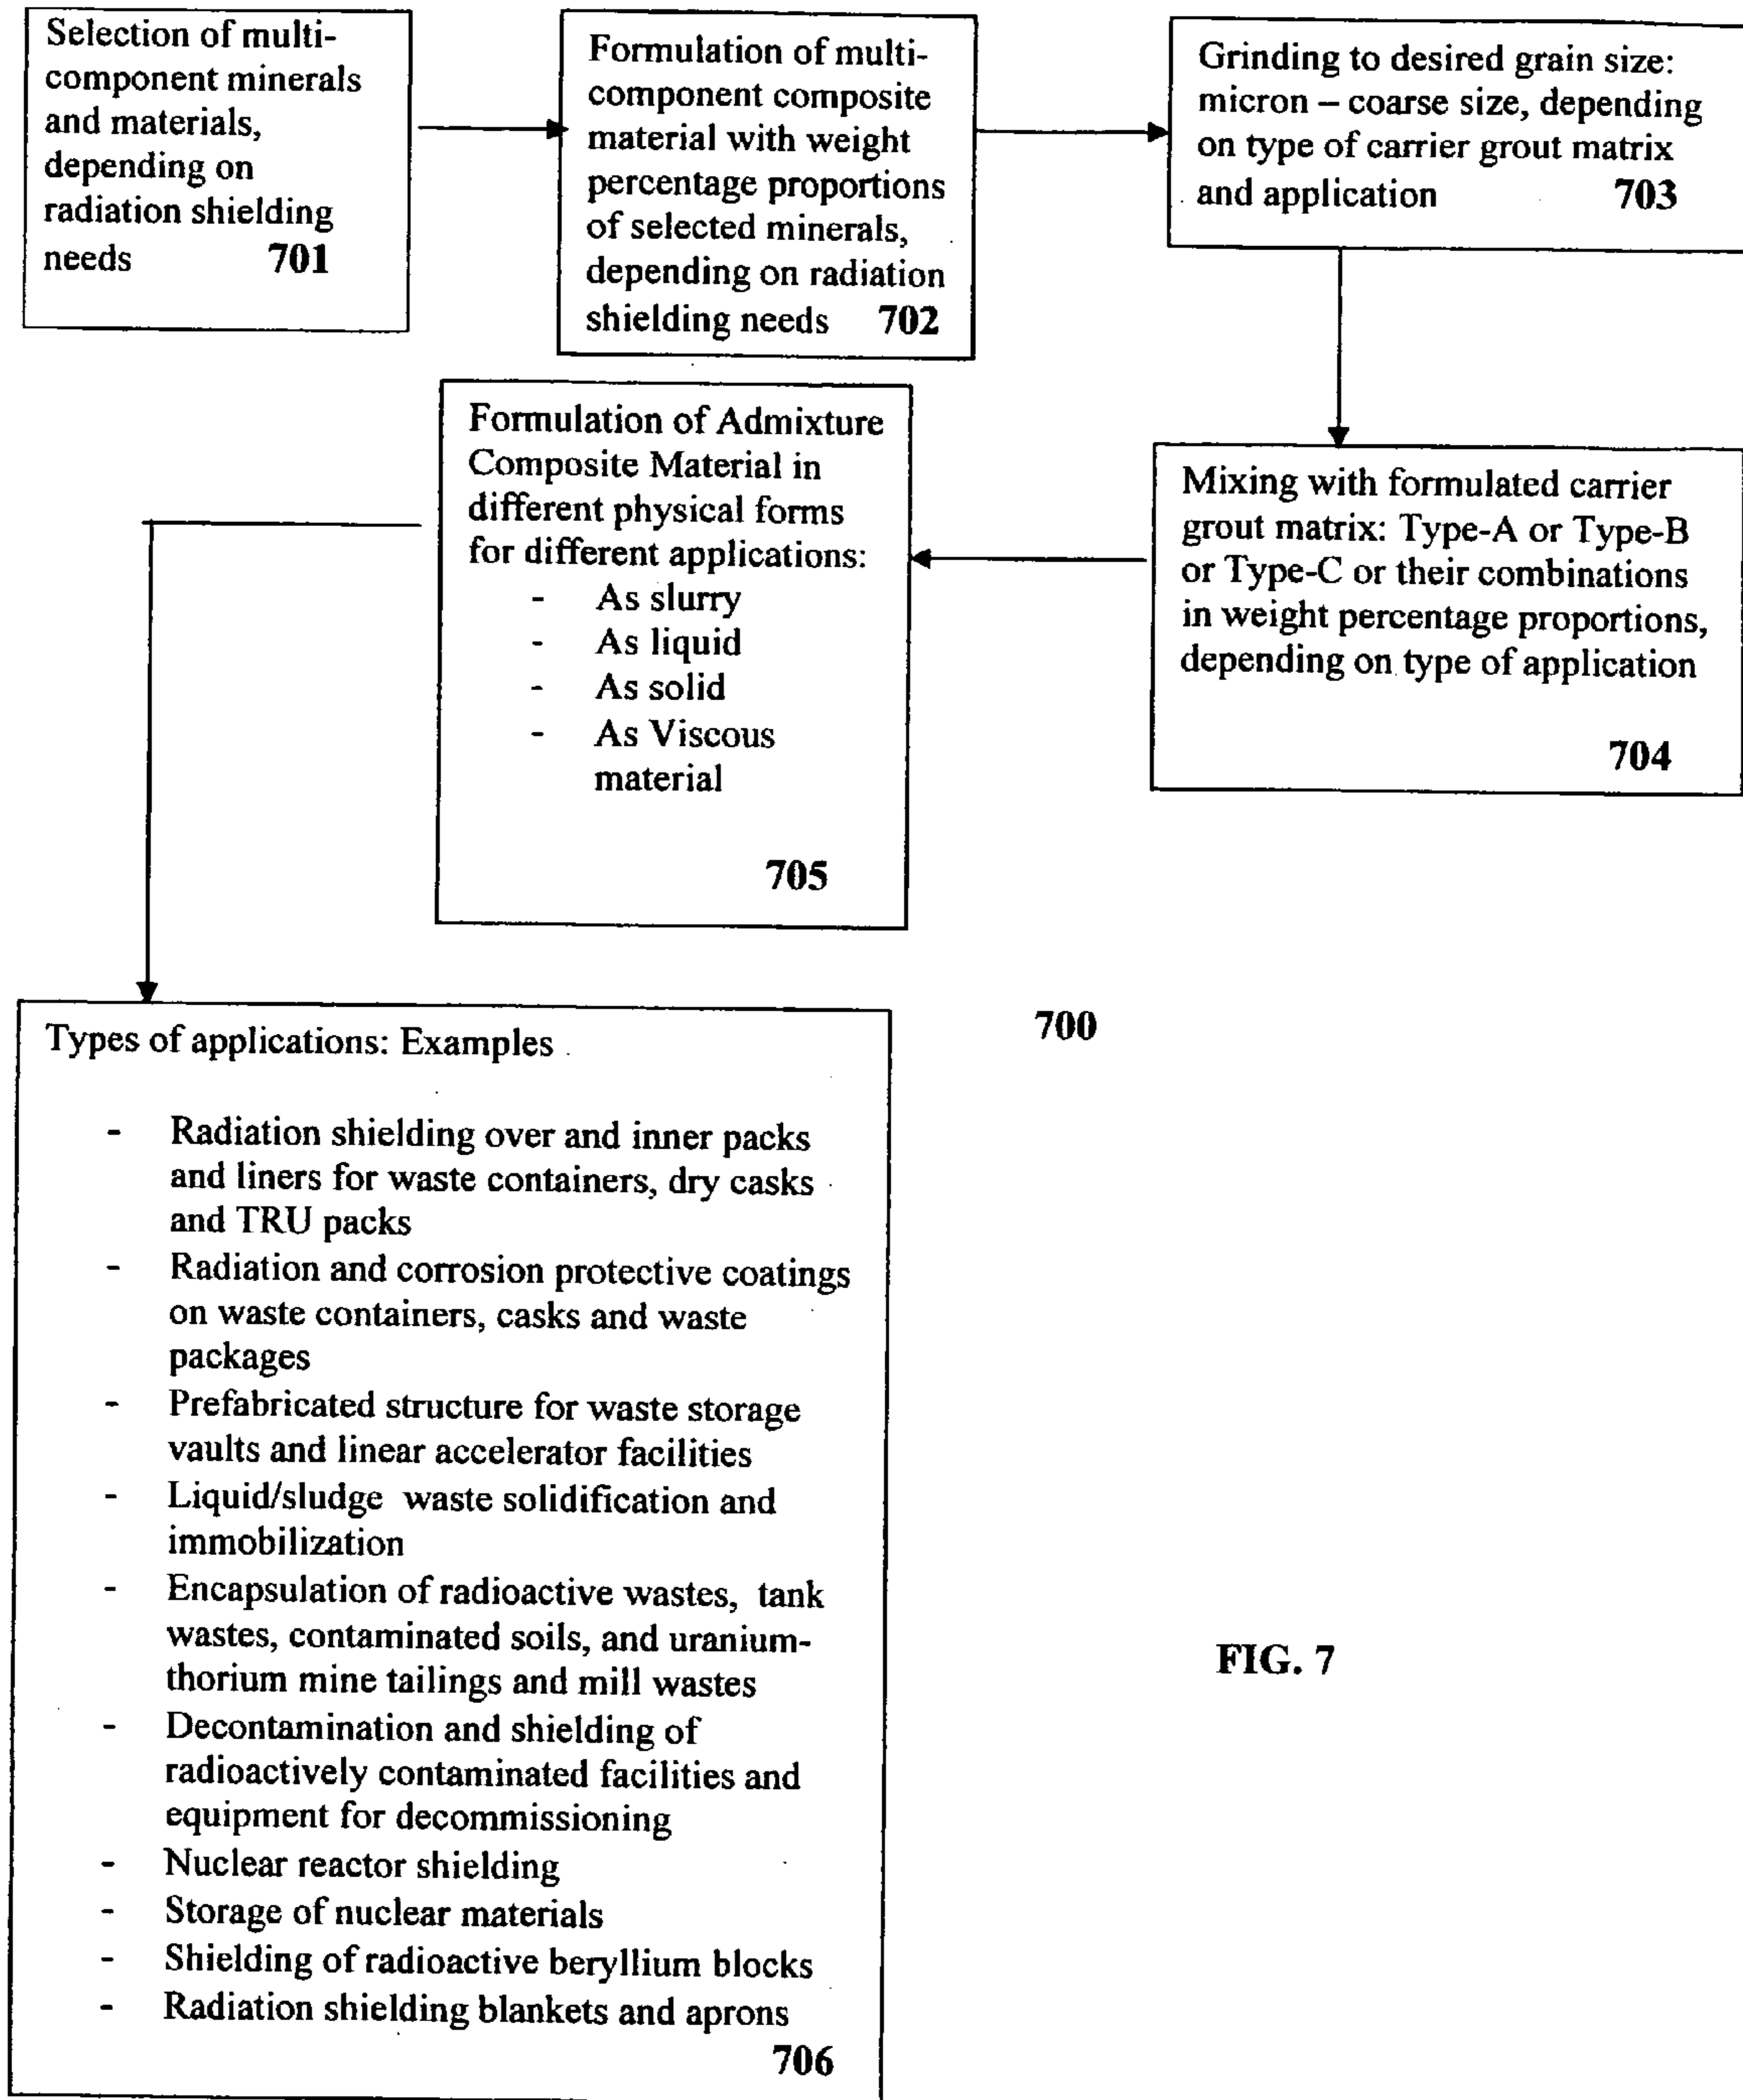 Selection of multi-
component minerals
and materials,
depending on
radiation shielding
needs 701
Formulation of multi-
component composite
material with weight
percentage proportions
of selected minerals,
depending on radiation
shielding needs 702
Grinding to desired grain size:
micron – coarse size, depending
on type of carrier grout matrix
and application 703
Mixing with formulated carrier
grout matrix: Type-A or Type-B
or Type-C or their combinations
in weight percentage proportions,
depending on type of application
704
Formulation of Admixture
Composite Material in
different physical forms
for different applications:
- As slurry
- As liquid
- As solid
- As Viscous
material
705
700
Types of applications: Examples
- Radiation shielding over and inner packs
and liners for waste containers, dry casks
and TRU packs
- Radiation and corrosion protective coatings
on waste containers, casks and waste
packages
- Prefabricated structure for waste storage
vaults and linear accelerator facilities
- Liquid/sludge waste solidification and
immobilization
- Encapsulation of radioactive wastes, tank
wastes, contaminated soils, and uranium-
thorium mine tailings and mill wastes
- Decontamination and shielding of
radioactively contaminated facilities and
equipment for decommissioning
- Nuclear reactor shielding
- Storage of nuclear materials
- Shielding of radioactive beryllium blocks
- Radiation shielding blankets and aprons
706
FIG. 7